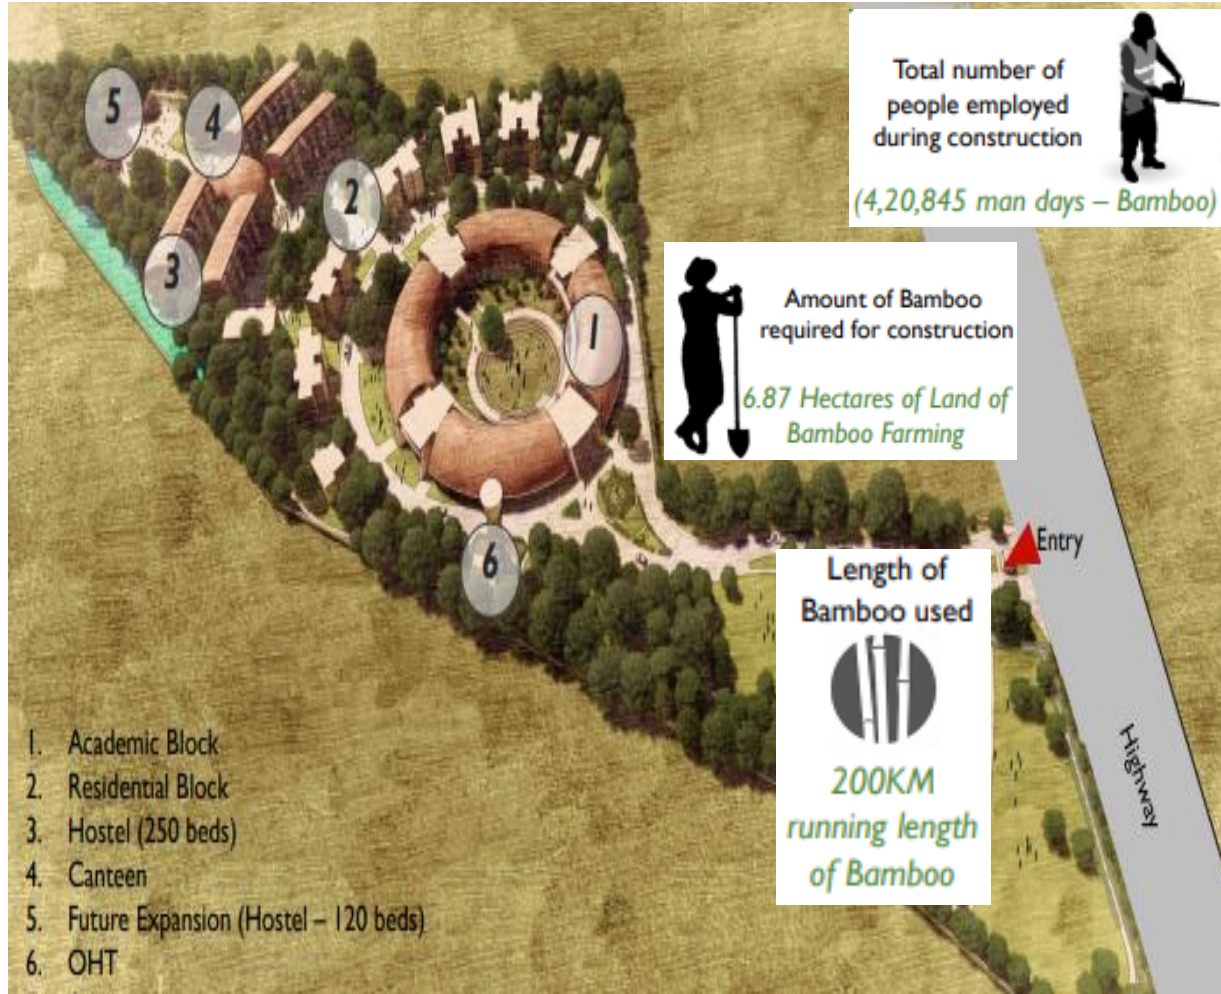 Total number of
people employed
during construction
(4,20,845 man days – Bamboo)
Amount of Bamboo
required for construction
6.87 Hectares of Land of
Bamboo Farming
5
4
2
3
1
6
Entry
Length of
Bamboo used
200KM
running length
of Bamboo
Highway
1. Academic Block
2. Residential Block
3. Hostel (250 beds)
4. Canteen
5. Future Expansion (Hostel – 120 beds)
6. OHT